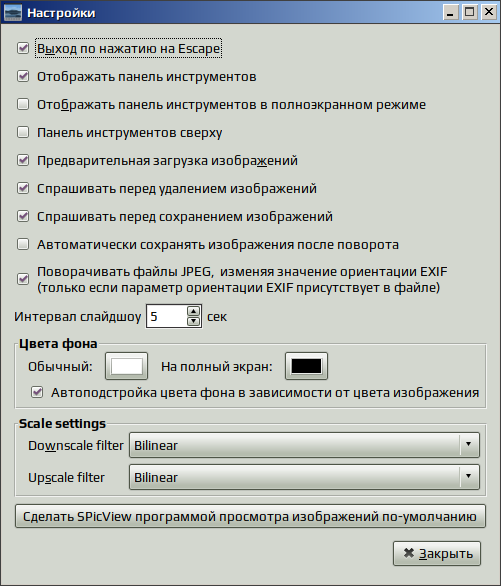 Настройки
Выход по нажатию на Escape
Отображать панель инструментов
Отображать панель инструментов в полноэкранном режиме
Панель инструментов сверху
Предварительная загрузка изображений
Спрашивать перед удалением изображений
Спрашивать перед сохранением изображений
Автоматически сохранять изображения после поворота
Поворачивать файлы JPEG, изменяя значение ориентации EXIF
(только если параметр ориентации EXIF присутствует в файле)
Интервал слайдшоу 5 сек
Цвета фона
Обычный: На полный экран:
Автоподстройка цвета фона в зависимости от цвета изображения
Scale settings
Downscale filter Bilinear
Upscale filter Bilinear
Сделать SPicView программой просмотра изображений по-умолчанию
Закрыть